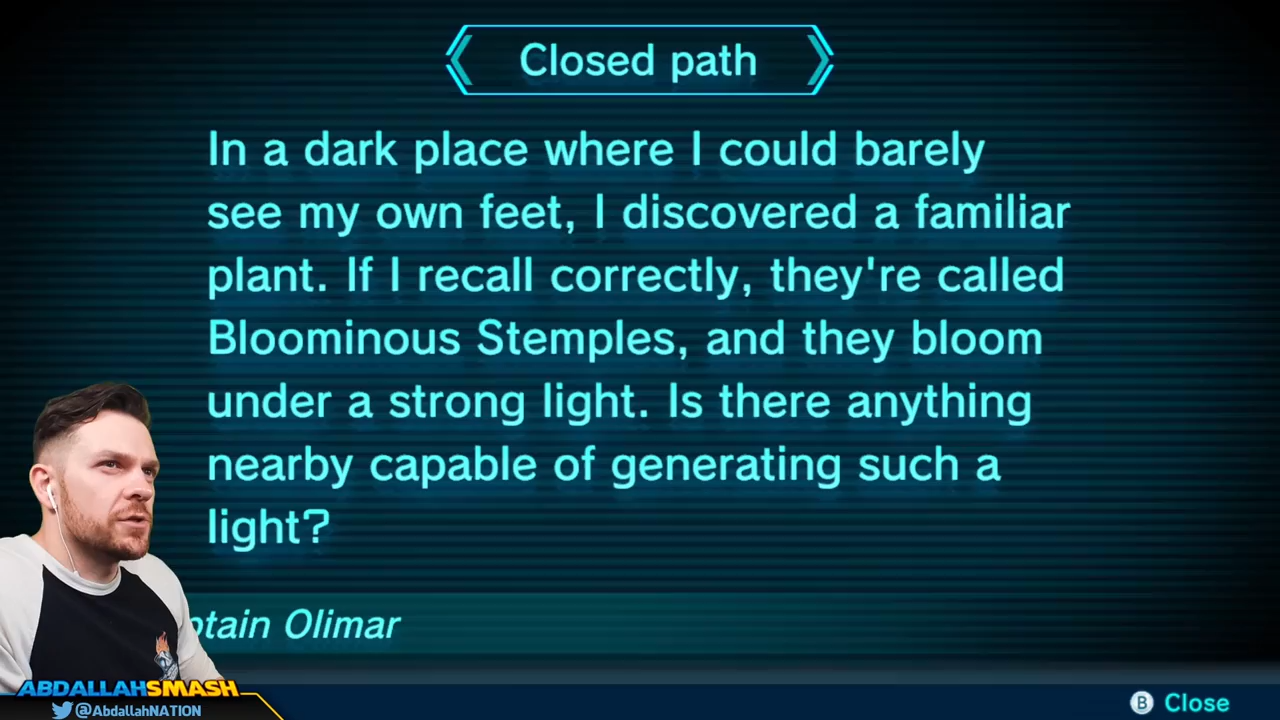 Closed path
In a dark place where I could barely
see my own feet, I discovered a familiar
plant. If I recall correctly, they're called
Bloominous Stemples, and they bloom
under a strong light. Is there anything
nearby capable of generating such a
light?
Olimar
ABDALLAHSMASH
@AbdallahNATION
B Close